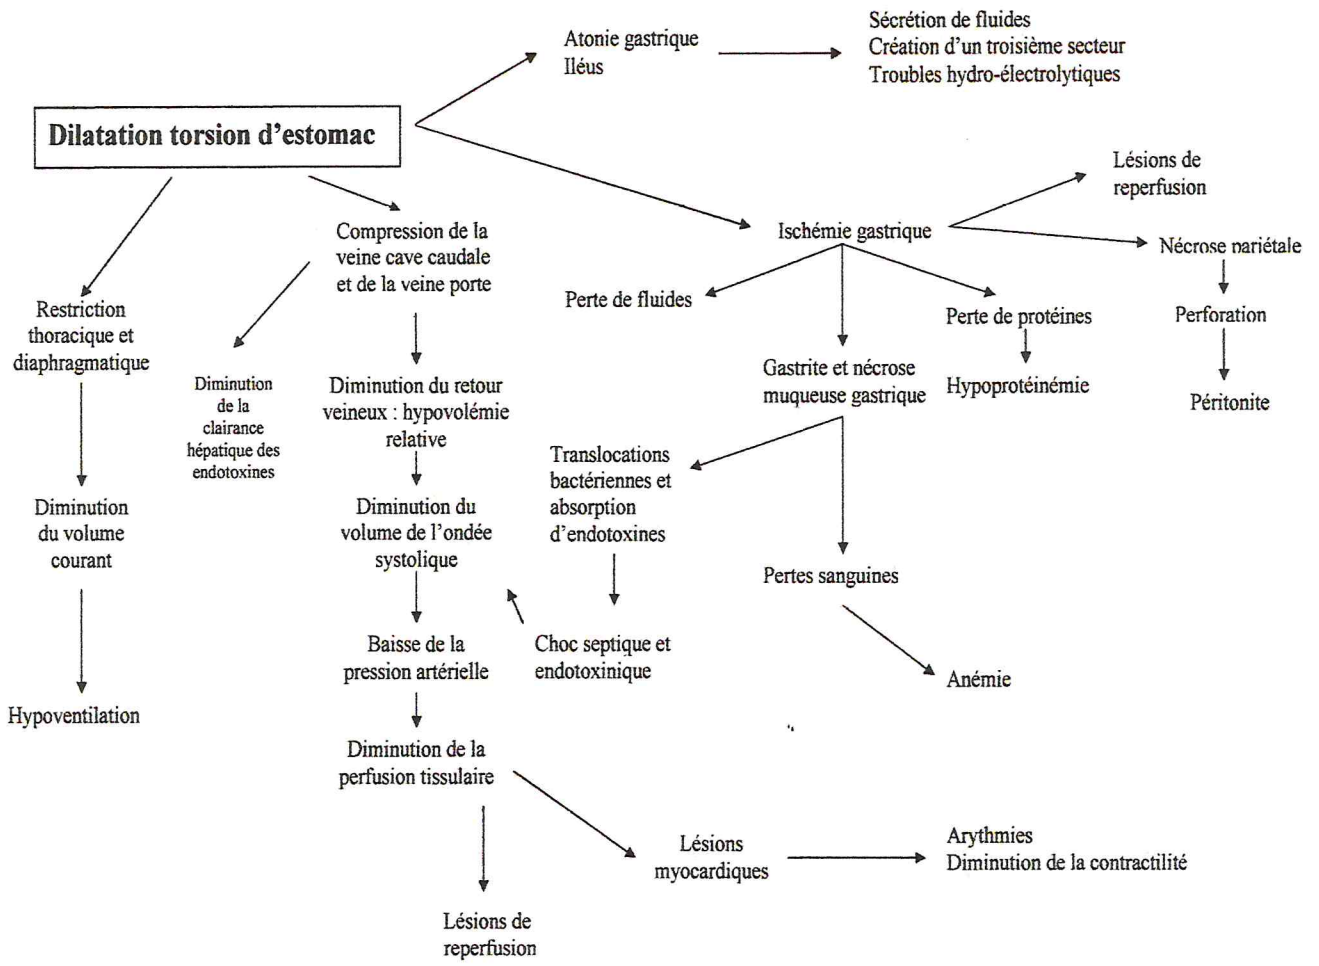 Atonie gastrique
Iléus
Sécrétion de fluides
Création d'un troisième secteur
Troubles hydro-électrolytiques
Dilatation torsion d'estomac
Lésions de
reperfusion
Compression de la
veine cave caudale
et de la veine porte
Ischémie gastrique
Nécrose nariétale
Restriction
thoracique et
diaphragmatique
Perte de fluides
Perte de protéines
Perforation
Diminution
de la
clairance
hépatique des
endotoxines
Diminution du retour
veineux : hypovolémie
relative
Gastrite et nécrose
muqueuse gastrique
Hypoprotéinémie
Péritonite
Diminution
du volume
courant
Diminution du
volume de l'ondée
systolique
Translocations
bactériennes et
absorption
d'endotoxines
Pertes sanguines
Baisse de la
pression artérielle
Choc septique et
endotoxinique
Anémie
Hypoventilation
Diminution de la
perfusion tissulaire
Lésions
myocardiques
Arythmies
Diminution de la contractilité
Lésions de
reperfusion